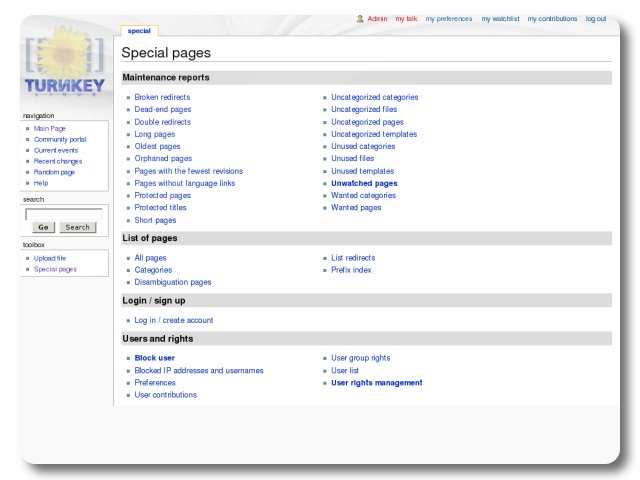 Admin my talk my preferences my watchlist my contributions log out
special
Special pages
TURNKEY
LINUX
navigation
Main Page
Community portal
Current events
Recent changes
Random page
Help
search
Go Search
toolbox
Upload file
Special pages
Maintenance reports
Broken redirects
Dead-end pages
Double redirects
Long pages
Oldest pages
Orphaned pages
Pages with the fewest revisions
Pages without language links
Protected pages
Protected titles
Short pages
Uncategorized categories
Uncategorized files
Uncategorized pages
Uncategorized templates
Unused categories
Unused files
Unused templates
Unwatched pages
Wanted categories
Wanted pages
List of pages
All pages
Categories
Disambiguation pages
List redirects
Prefix index
Login / sign up
Log in / create account
Users and rights
Block user
Blocked IP addresses and usernames
Preferences
User contributions
User group rights
User list
User rights management